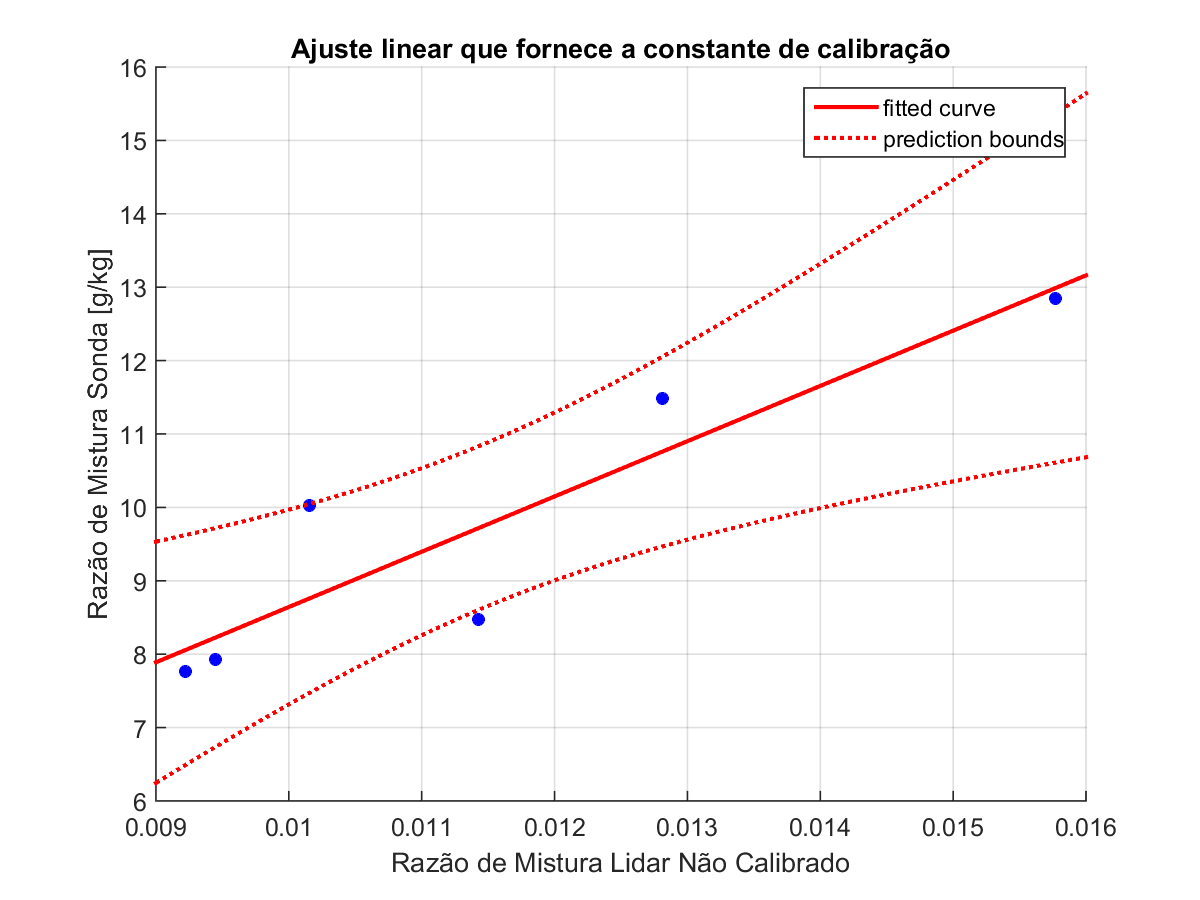 Ajuste linear que fornece a constante de calibração
fitted curve
prediction bounds
16
15
14
13
12
11
10
9
8
7
6
Razão de Mistura Sonda [g/kg]
0.009 0.01 0.011 0.012 0.013 0.014 0.015 0.016
Razão de Mistura Lidar Não Calibrado